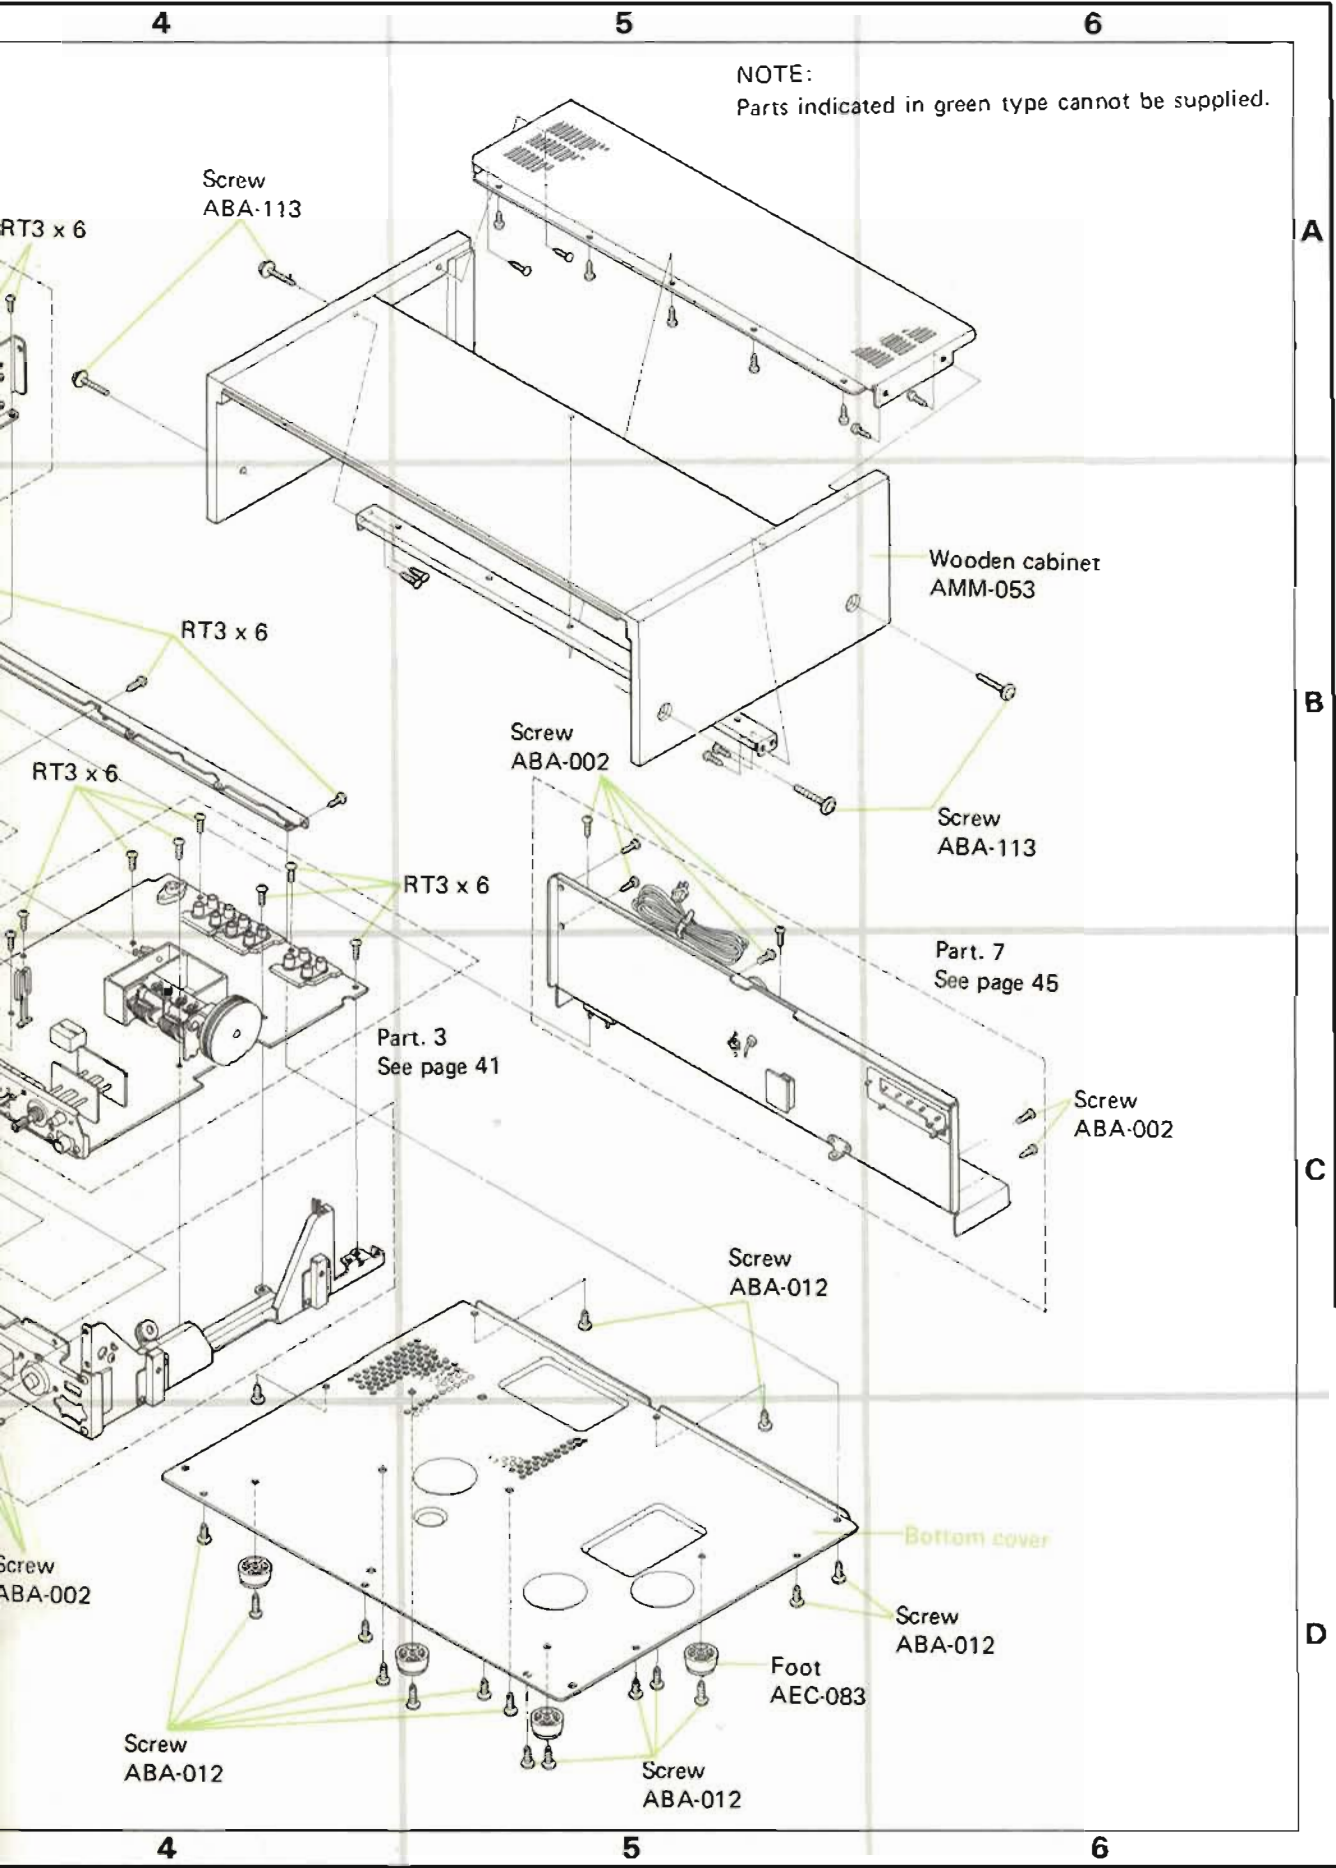 4
5
6
NOTE:
Parts indicated in green type cannot be supplied.
Screw
ABA-113
RT3 x 6
A
Wooden cabinet
AMM-053
RT3 x 6
B
Screw
ABA-002
RT3 x 6
Screw
ABA-113
RT3 x 6
Part. 7
See page 45
Part. 3
See page 41
Screw
ABA-002
C
Screw
ABA-012
Bottom cover
Screw
ABA-002
Screw
ABA-012
D
Foot
AEC-083
Screw
ABA-012
Screw
ABA-012
4
5
6